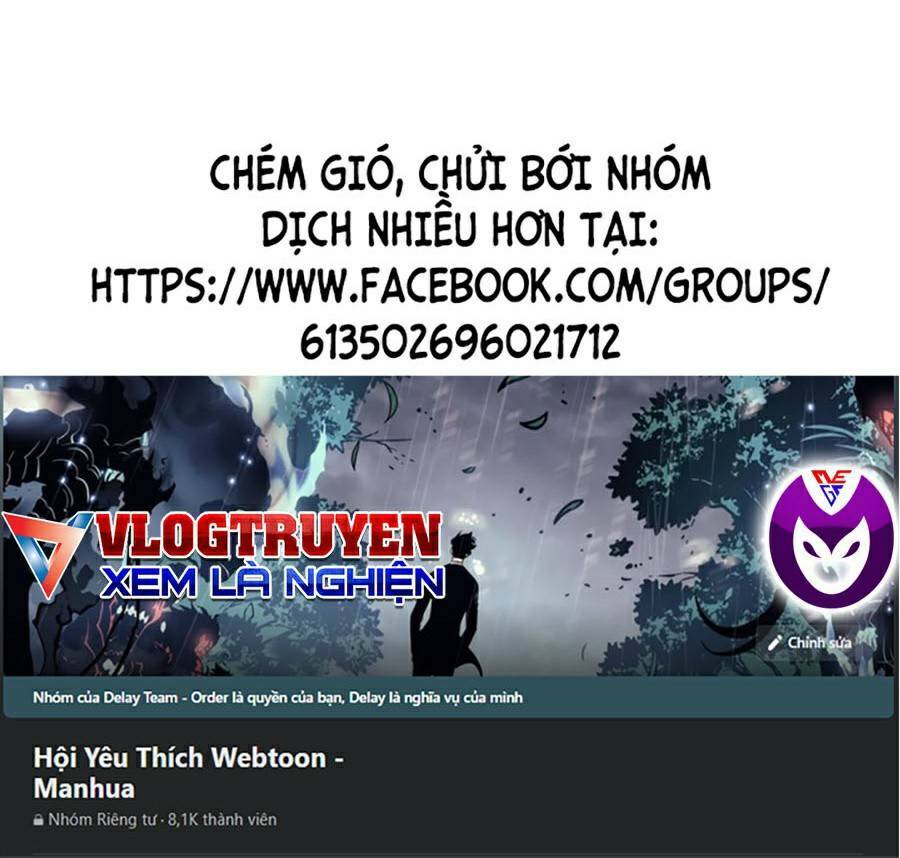 CHÉM GIÓ, CHỬI BỚI NHÓM
DỊCH NHIỀU HƠN TẠI:
HTTPS://WWW.FACEBOOK.COM/GROUPS/
613502696021712
ME
GF
VLOGTRUYEN
XEM LÀ NGHIỆN
Chỉnh sửa
Nhóm của Delay Team - Order là quyền của bạn, Delay là nghĩa vụ của mình
Hội Yêu Thích Webtoon -
Manhua
Nhóm Riêng tư · 8,1K thành viên